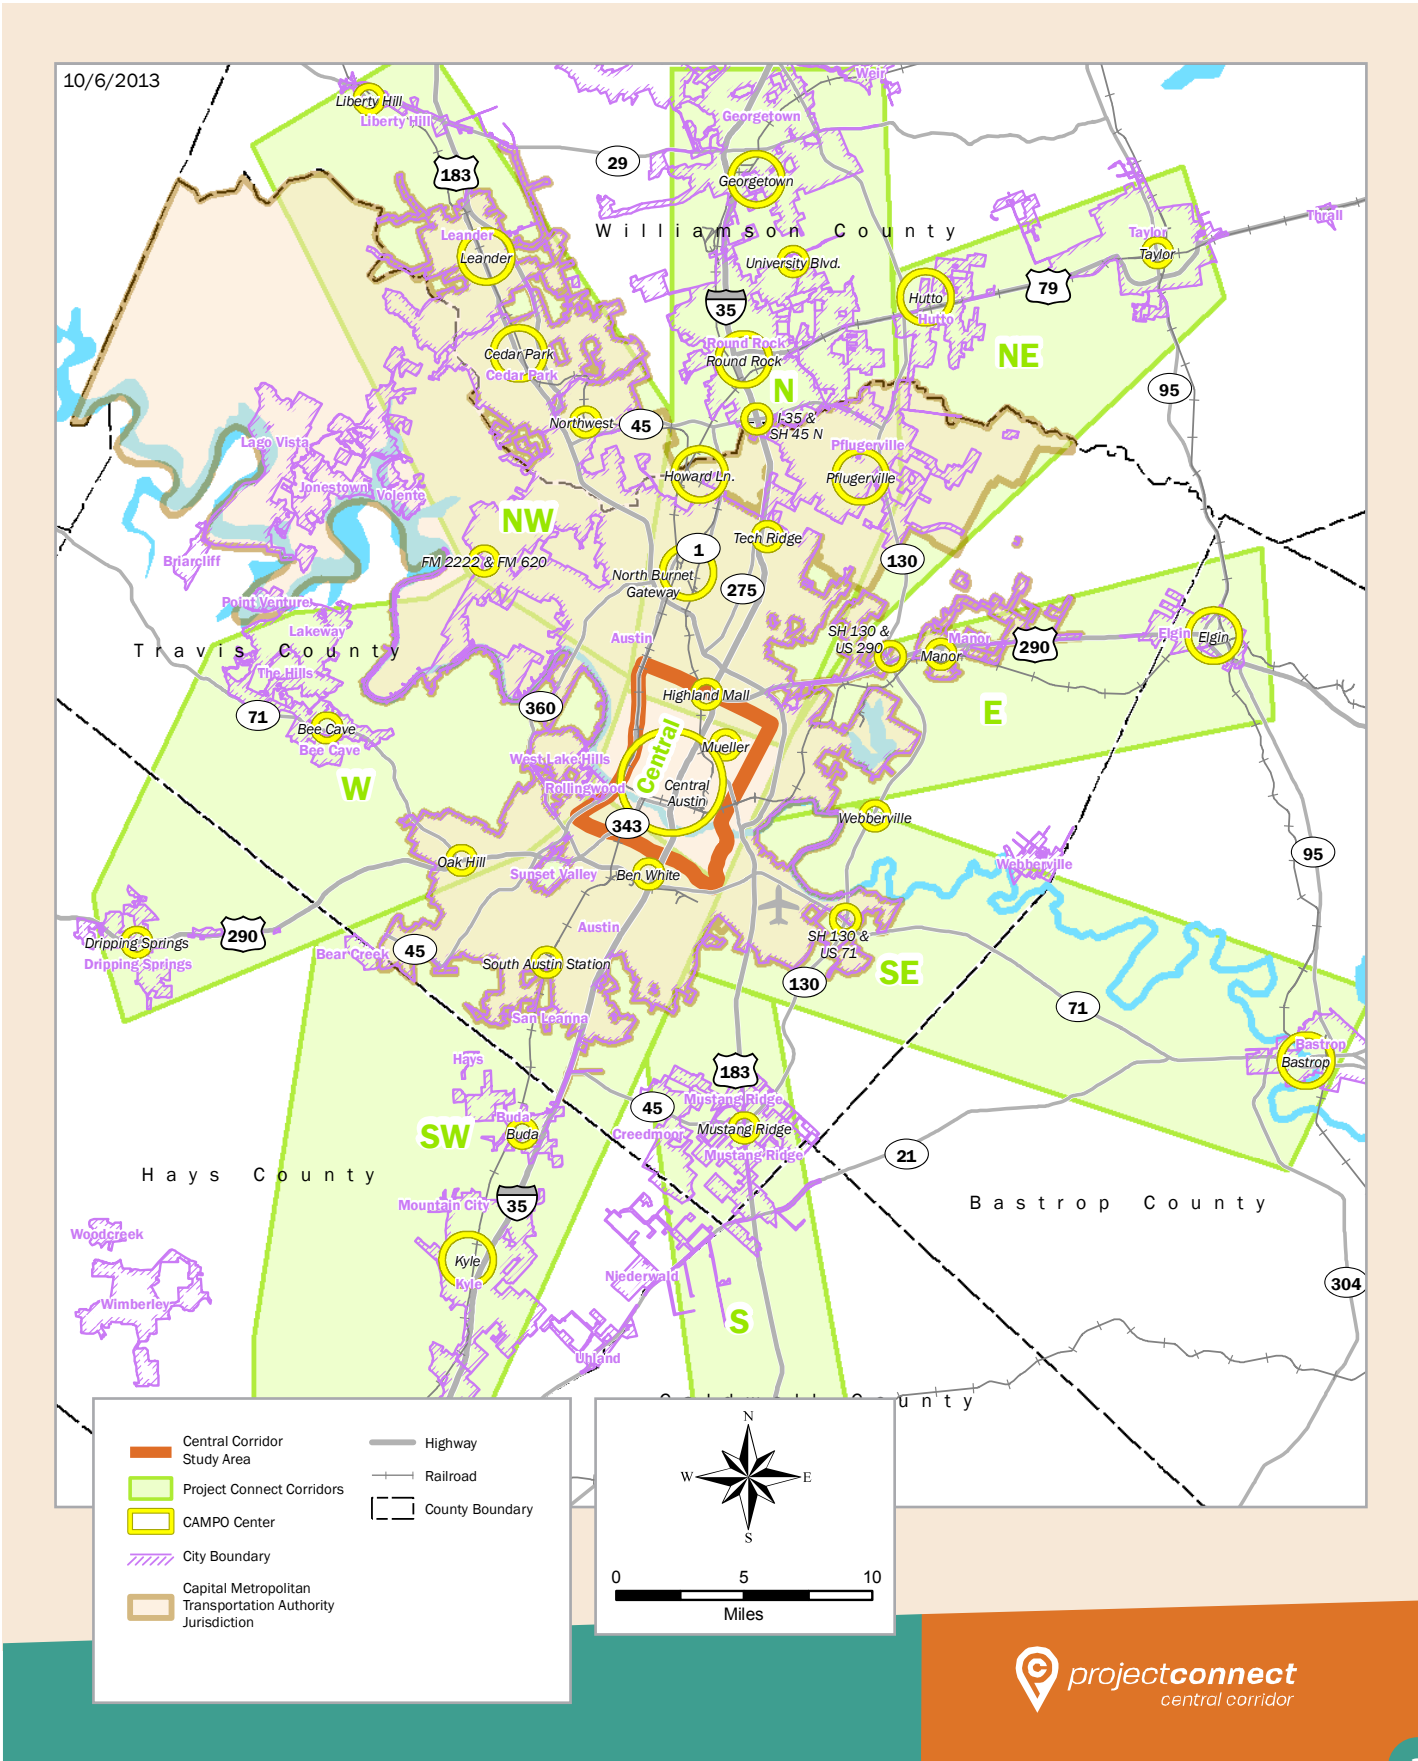 10/6/2013
Liberty Hill
Liberty Hill
183
29
Weir
Georgetown
Georgetown
Williamson County
Thrall
Taylor
Taylor
Leander
Leander
University Blvd.
79
Hutto
Hutto
35
NE
Round Rock
Round Rock
Cedar Park
Cedar Park
N
95
Northwest
45
I-35 &
SH 45 N
Lago Vista
Pflugerville
Pflugerville
Howard Ln.
Jonestown
Volente
NW
Tech Ridge
1
130
FM 2222 & FM 620
Briarcliff
North Burnet
Gateway
275
Point Venture
Lakeway
Travis County
Austin
SH 130 &
US 290
Manor
Manor
290
Elgin
Elgin
The Hills
71
360
Highland Mall
E
Bee Cave
Bee Cave
Central
Mueller
West Lake Hills
W
Rollingwood
Central
Austin
343
Webberville
Webberville
95
Oak Hill
Sunset Valley
Ben White
Dripping Springs
Dripping Springs
290
Bear Creek
45
Austin
South Austin Station
SH 130 &
US 71
130
SE
71
San Leanna
Hays
183
Bastrop
Bastrop
45
Mustang Ridge
Buda
Buda
SW
Creedmoor
Mustang Ridge
Mustang Ridge
21
Hays County
Mountain City
35
Bastrop County
Woodcreek
Kyle
Kyle
Niederwald
304
Wimberley
S
Uhland
unty
Central Corridor
Study Area
Project Connect Corridors
CAMPO Center
City Boundary
Capital Metropolitan
Transportation Authority
Jurisdiction
Highway
Railroad
County Boundary
N
W
E
S
0 5 10
Miles
projectconnect
central corridor